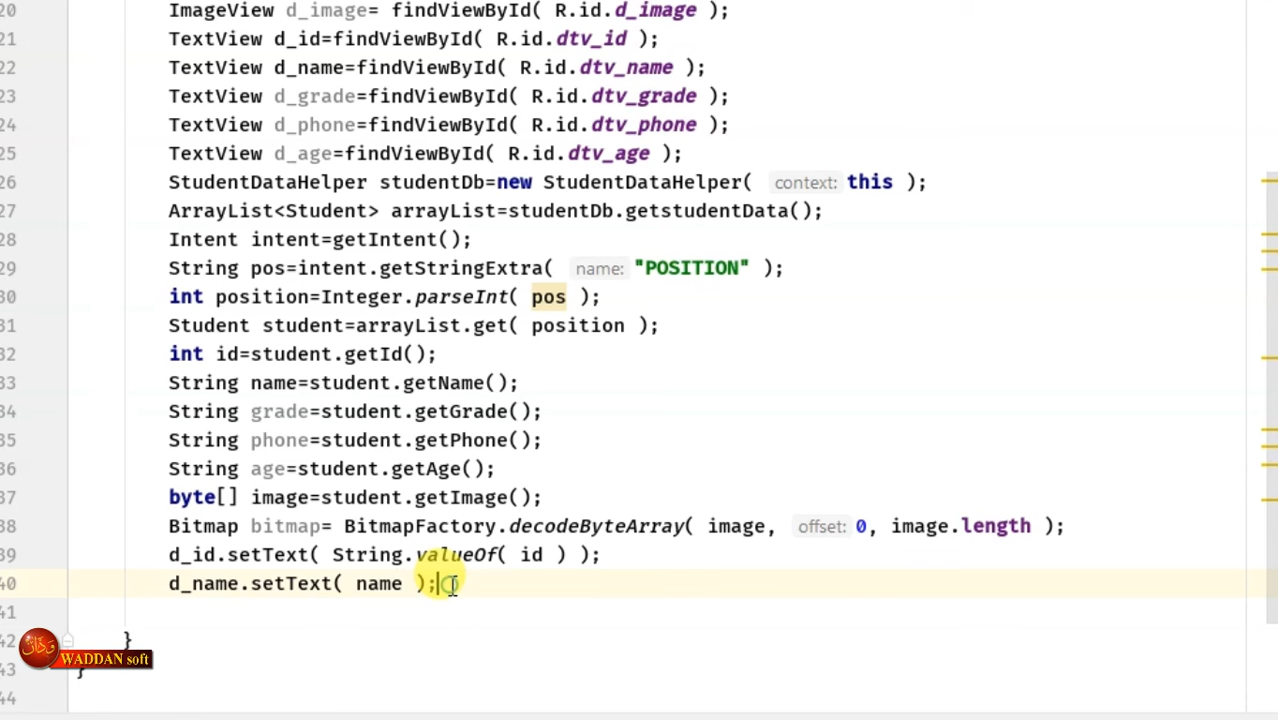 20 ImageView d_image= findViewById( R.id.d_image );
21 TextView d_id=findViewById( R.id.dtv_id );
22 TextView d_name=findViewById( R.id.dtv_name );
23 TextView d_grade=findViewById( R.id.dtv_grade );
24 TextView d_phone=findViewById( R.id.dtv_phone );
25 TextView d_age=findViewById( R.id.dtv_age );
26 StudentDataHelper studentDb=new StudentDataHelper( context: this );
27 ArrayList<Student> arrayList=studentDb.getstudentData();
28 Intent intent=getIntent();
29 String pos=intent.getStringExtra( name: "POSITION" );
30 int position=Integer.parseInt( pos );
31 Student student=arrayList.get( position );
32 int id=student.getId();
33 String name=student.getName();
34 String grade=student.getGrade();
35 String phone=student.getPhone();
36 String age=student.getAge();
37 byte[] image=student.getImage();
38 Bitmap bitmap= BitmapFactory.decodeByteArray( image, offset: 0, image.length );
39 d_id.setText( String.valueOf( id ) );
40 d_name.setText( name );
41
42 }
WADDAN soft
43 }
44